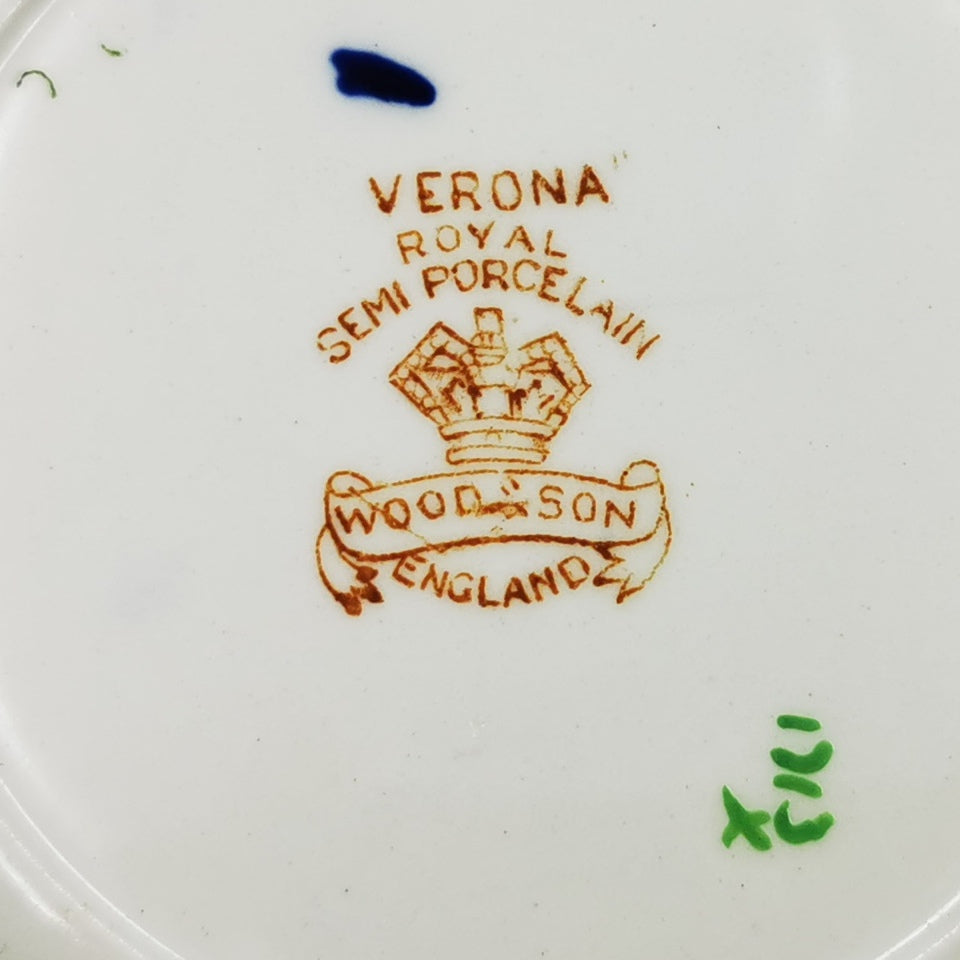 VERONA"
ROYAL
SEMI PORCELAIN
WOOD & SON
ENGLAND